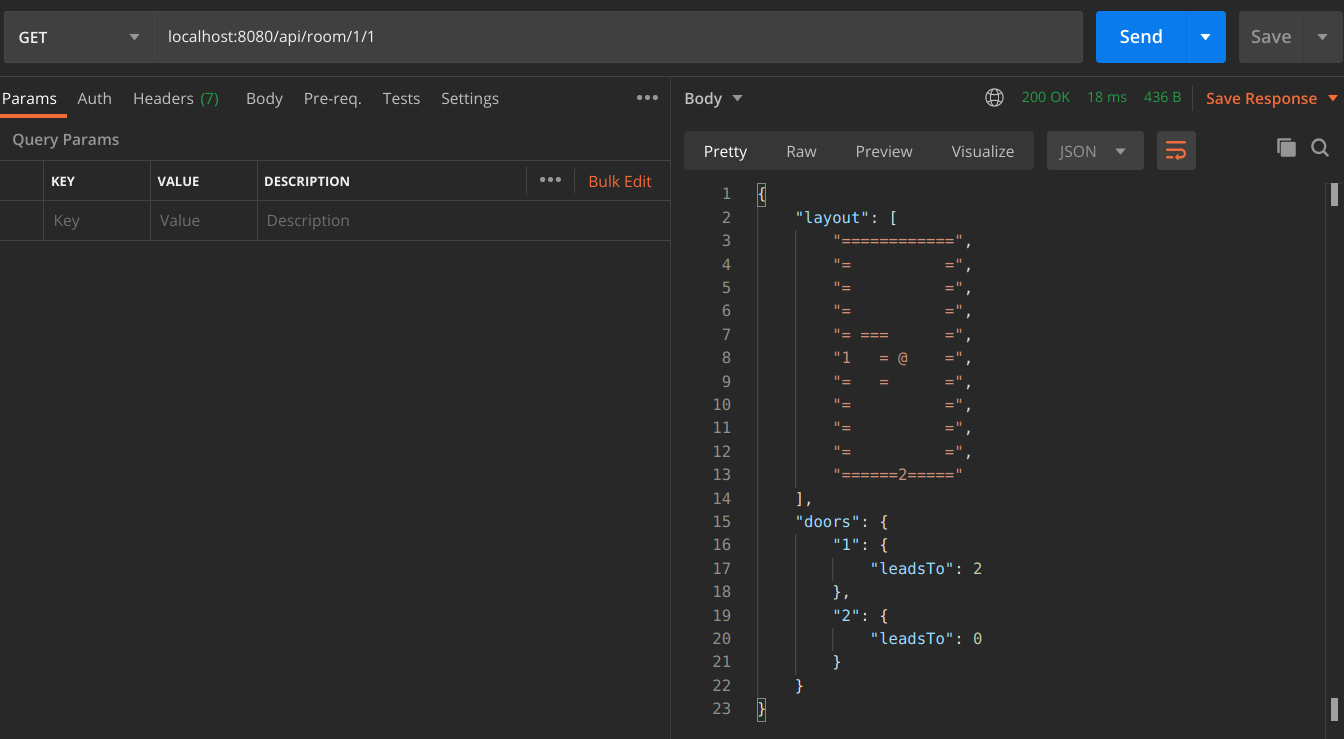 GET localhost:8080/api/room/1/1 Send Save
Params Auth Headers (7) Body Pre-req. Tests Settings
Body 200 OK 18 ms 436 B Save Response
Query Params
Pretty Raw Preview Visualize JSON
KEY VALUE DESCRIPTION Bulk Edit
Key Value Description
1 {
2     "layout": [
3         "============",
4         "=          =",
5         "=          =",
6         "=          =",
7         "= ===      =",
8         "1   = @    =",
9         "=   =      =",
10         "=          =",
11         "=          =",
12         "=          =",
13         "======2====="
14     ],
15     "doors": {
16         "1": {
17             "leadsTo": 2
18         },
19         "2": {
20             "leadsTo": 0
21         }
22     }
23 }